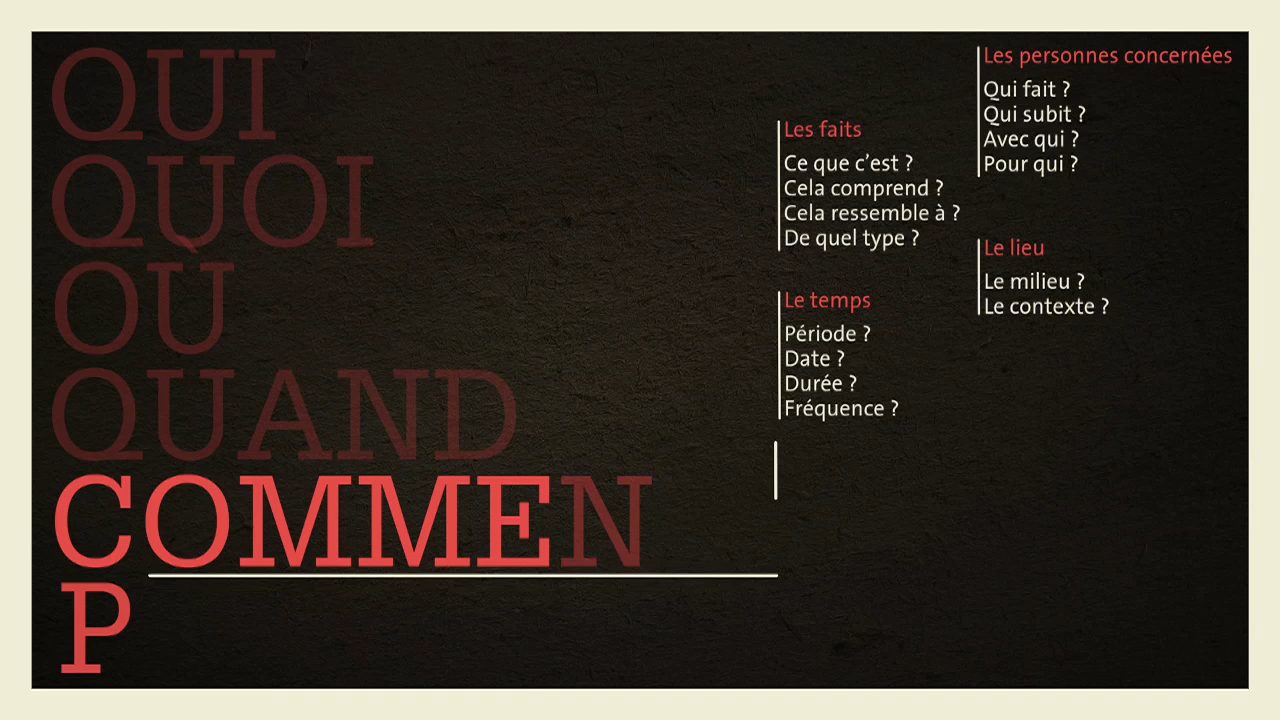 QUI
QUOI
OÙ
QUAND
COMMEN
P
Les personnes concernées
Qui fait ?
Qui subit ?
Avec qui ?
Pour qui ?
Les faits
Ce que c’est ?
Cela comprend ?
Cela ressemble à ?
De quel type ?
Le lieu
Le milieu ?
Le contexte ?
Le temps
Période ?
Date ?
Durée ?
Fréquence ?